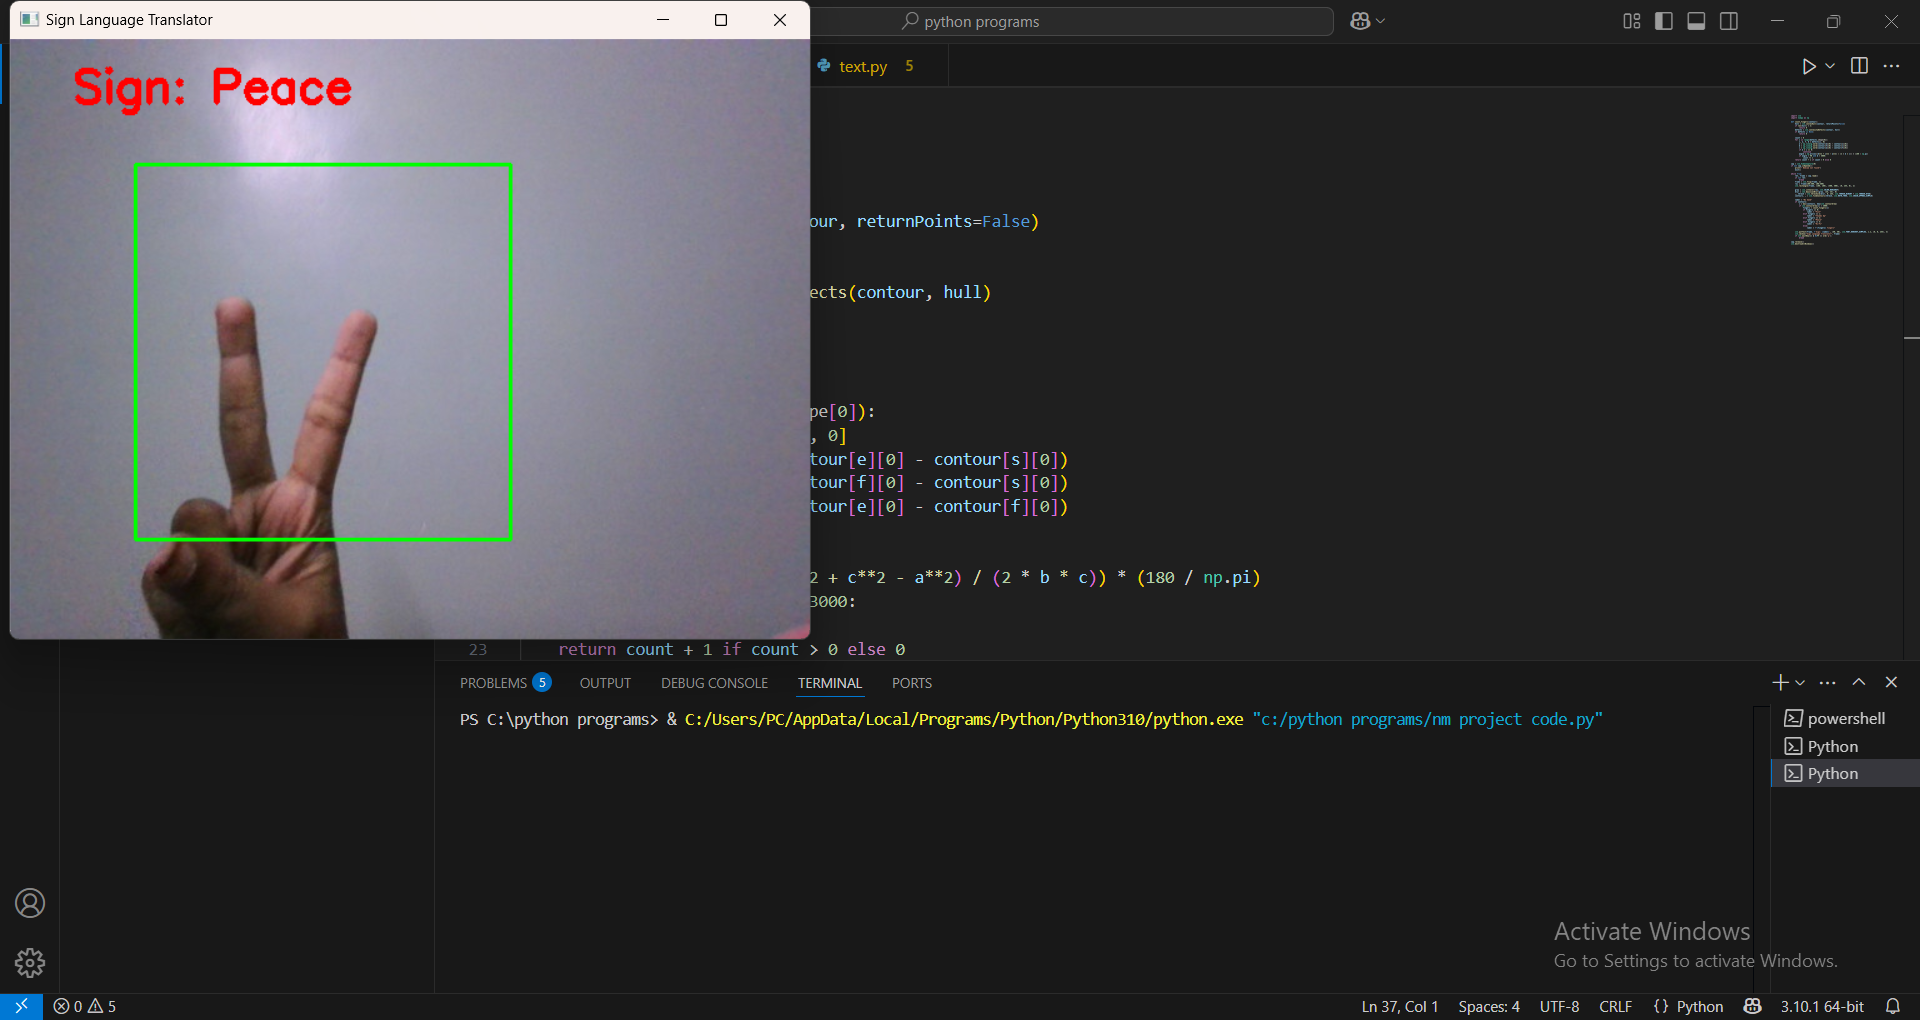 Sign Language Translator
python programs
Sign: Peace
text.py 5
our, returnPoints=False)
ects(contour, hull)
pe[0]):
, 0]
tour[e][0] - contour[s][0])
tour[f][0] - contour[s][0])
tour[e][0] - contour[f][0])
2 + c**2 - a**2) / (2 * b * c)) * (180 / np.pi)
3000:
23 return count + 1 if count > 0 else 0
PROBLEMS 5 OUTPUT DEBUG CONSOLE TERMINAL PORTS
PS C:\python programs> & C:/Users/PC/AppData/Local/Programs/Python/Python310/python.exe "c:/python programs/nm project code.py"
powershell
Python
Python
Activate Windows
Go to Settings to activate Windows.
0 5 Ln 37, Col 1 Spaces: 4 UTF-8 CRLF {} Python 3.10.1 64-bit